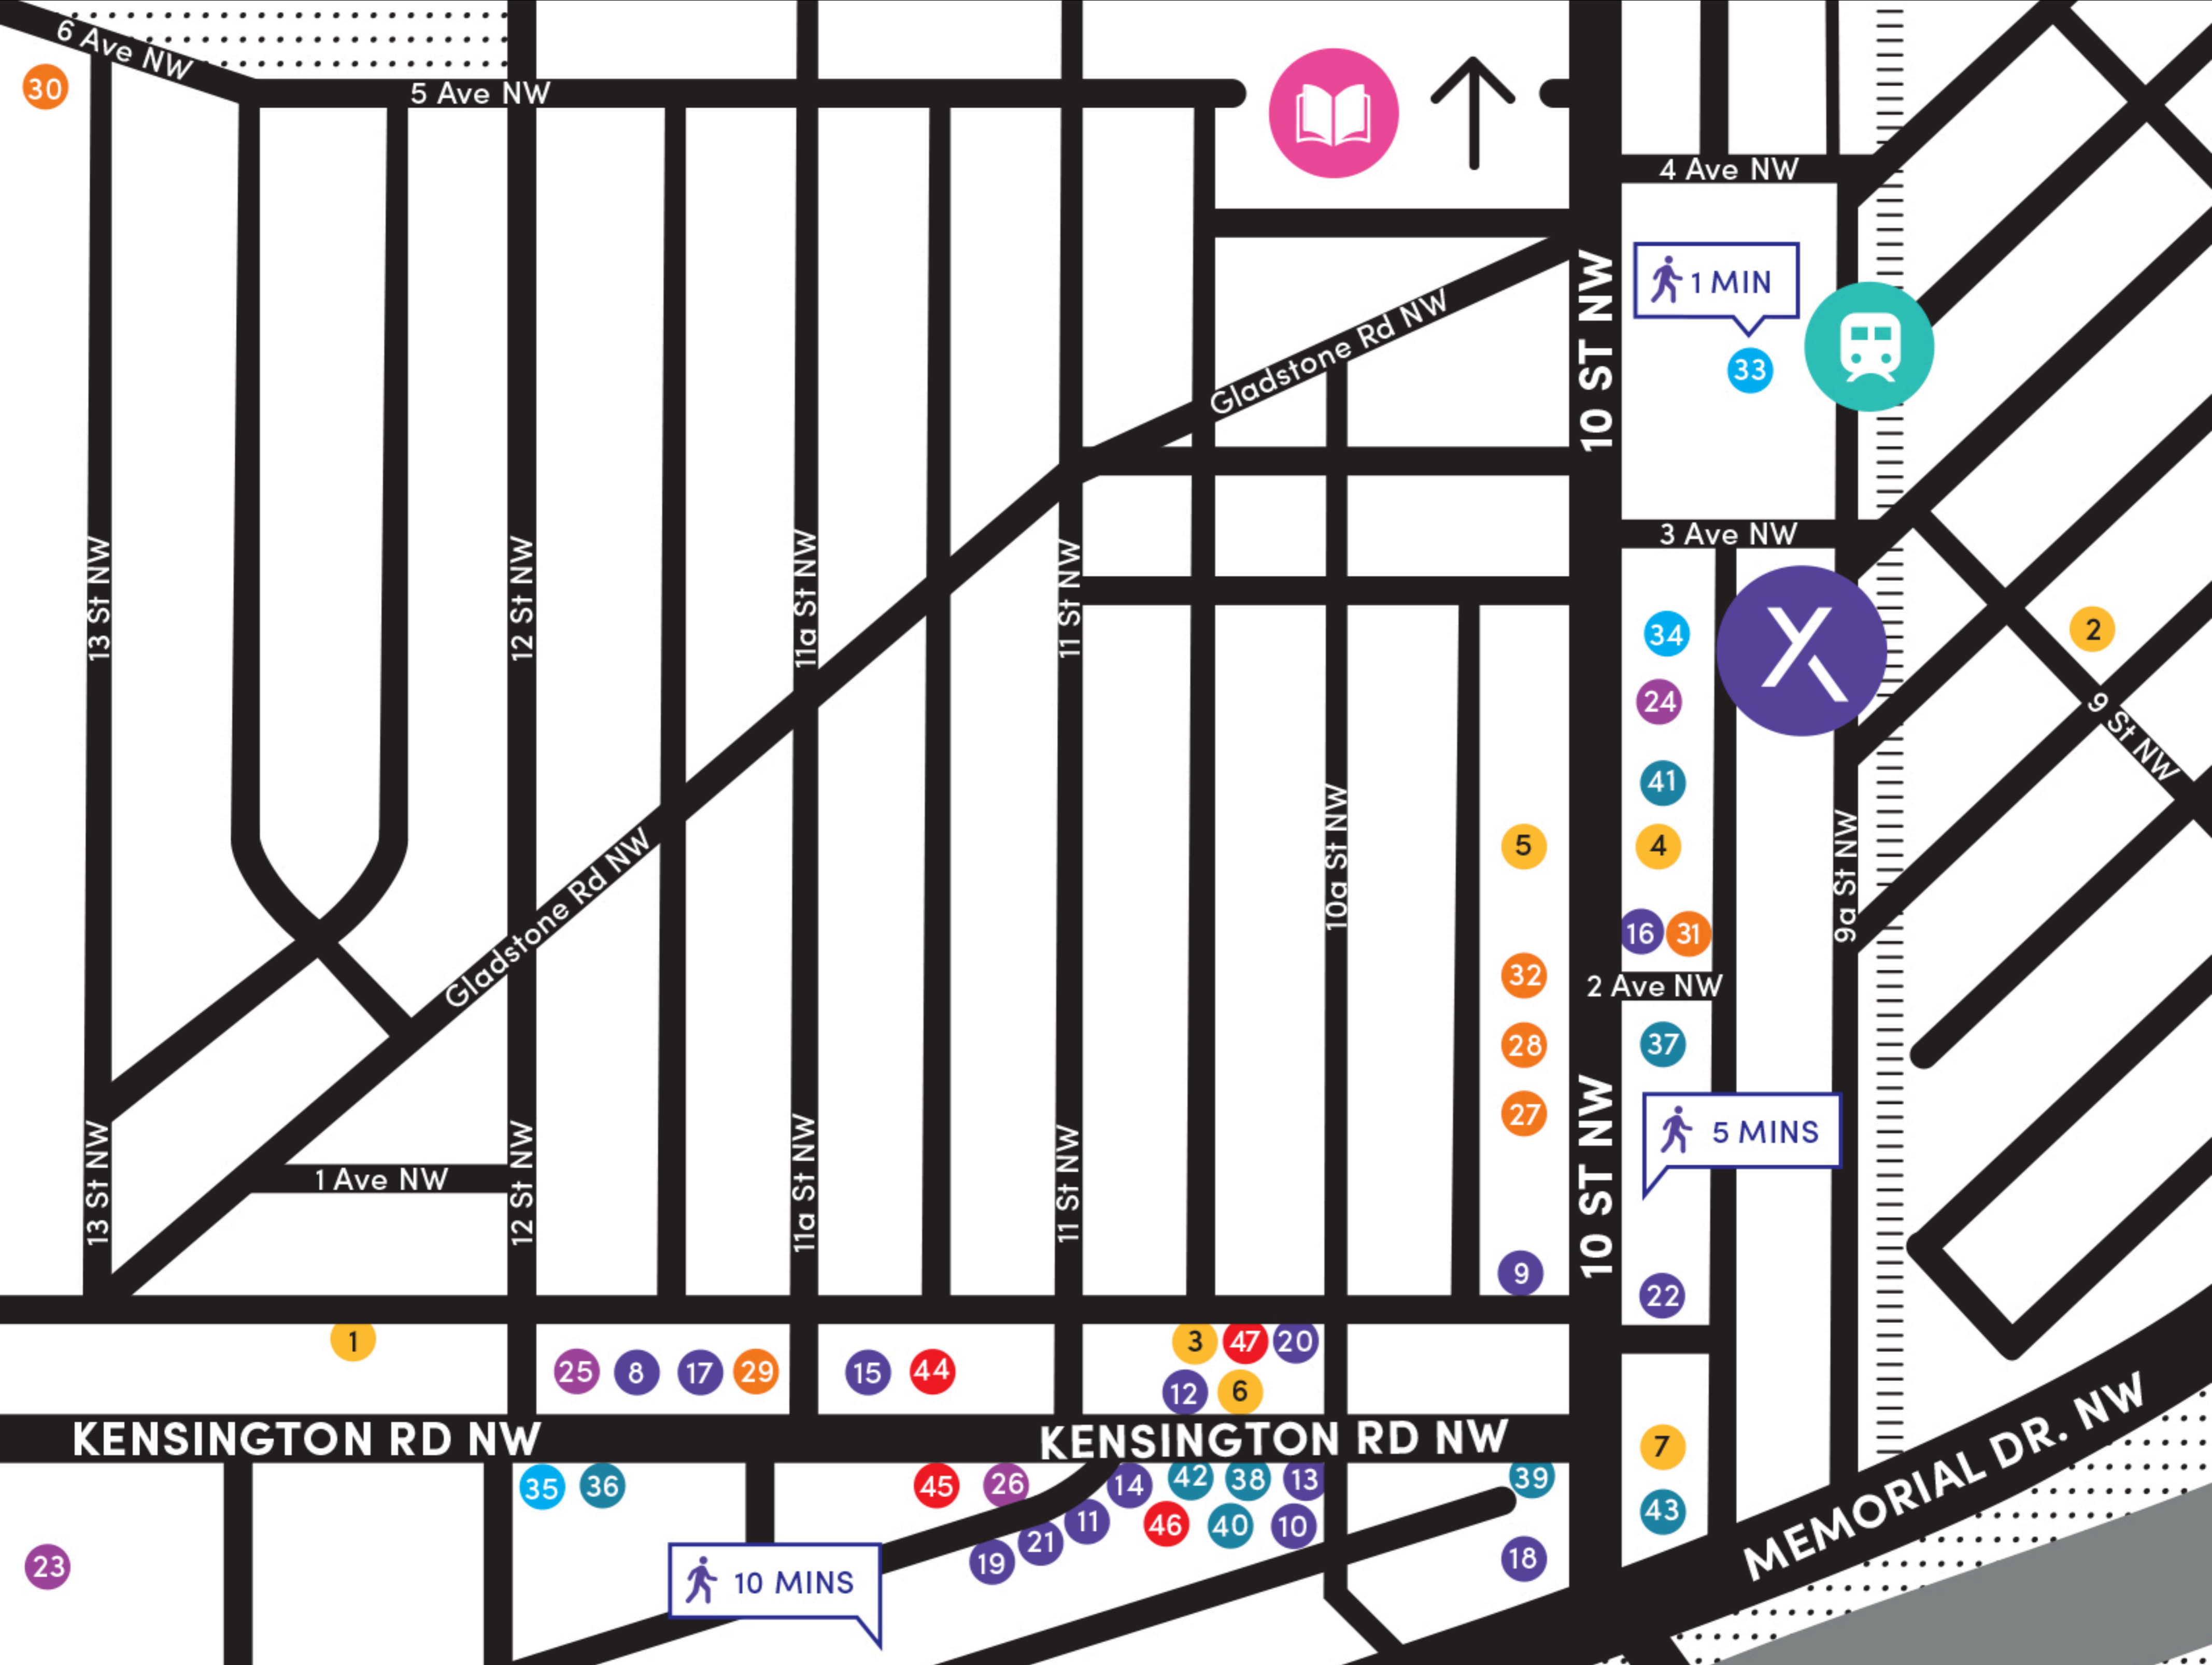 6 Ave NW
30
5 Ave NW
4 Ave NW
10 ST NW
1 MIN
33
Gladstone Rd NW
3 Ave NW
13 St NW
12 St NW
11a St NW
11 St NW
34
X
2
24
9 St NW
41
10a St NW
5
4
9a St NW
Gladstone Rd NW
16
31
32
2 Ave NW
28
37
27
5 MINS
10 ST NW
13 St NW
1 Ave NW
12 St NW
11a St NW
11 St NW
9
22
1
3
47
20
25
8
17
29
15
44
12
6
KENSINGTON RD NW
KENSINGTON RD NW
7
MEMORIAL DR. NW
35
36
45
26
14
42
38
13
39
43
11
46
40
10
21
19
18
23
10 MINS